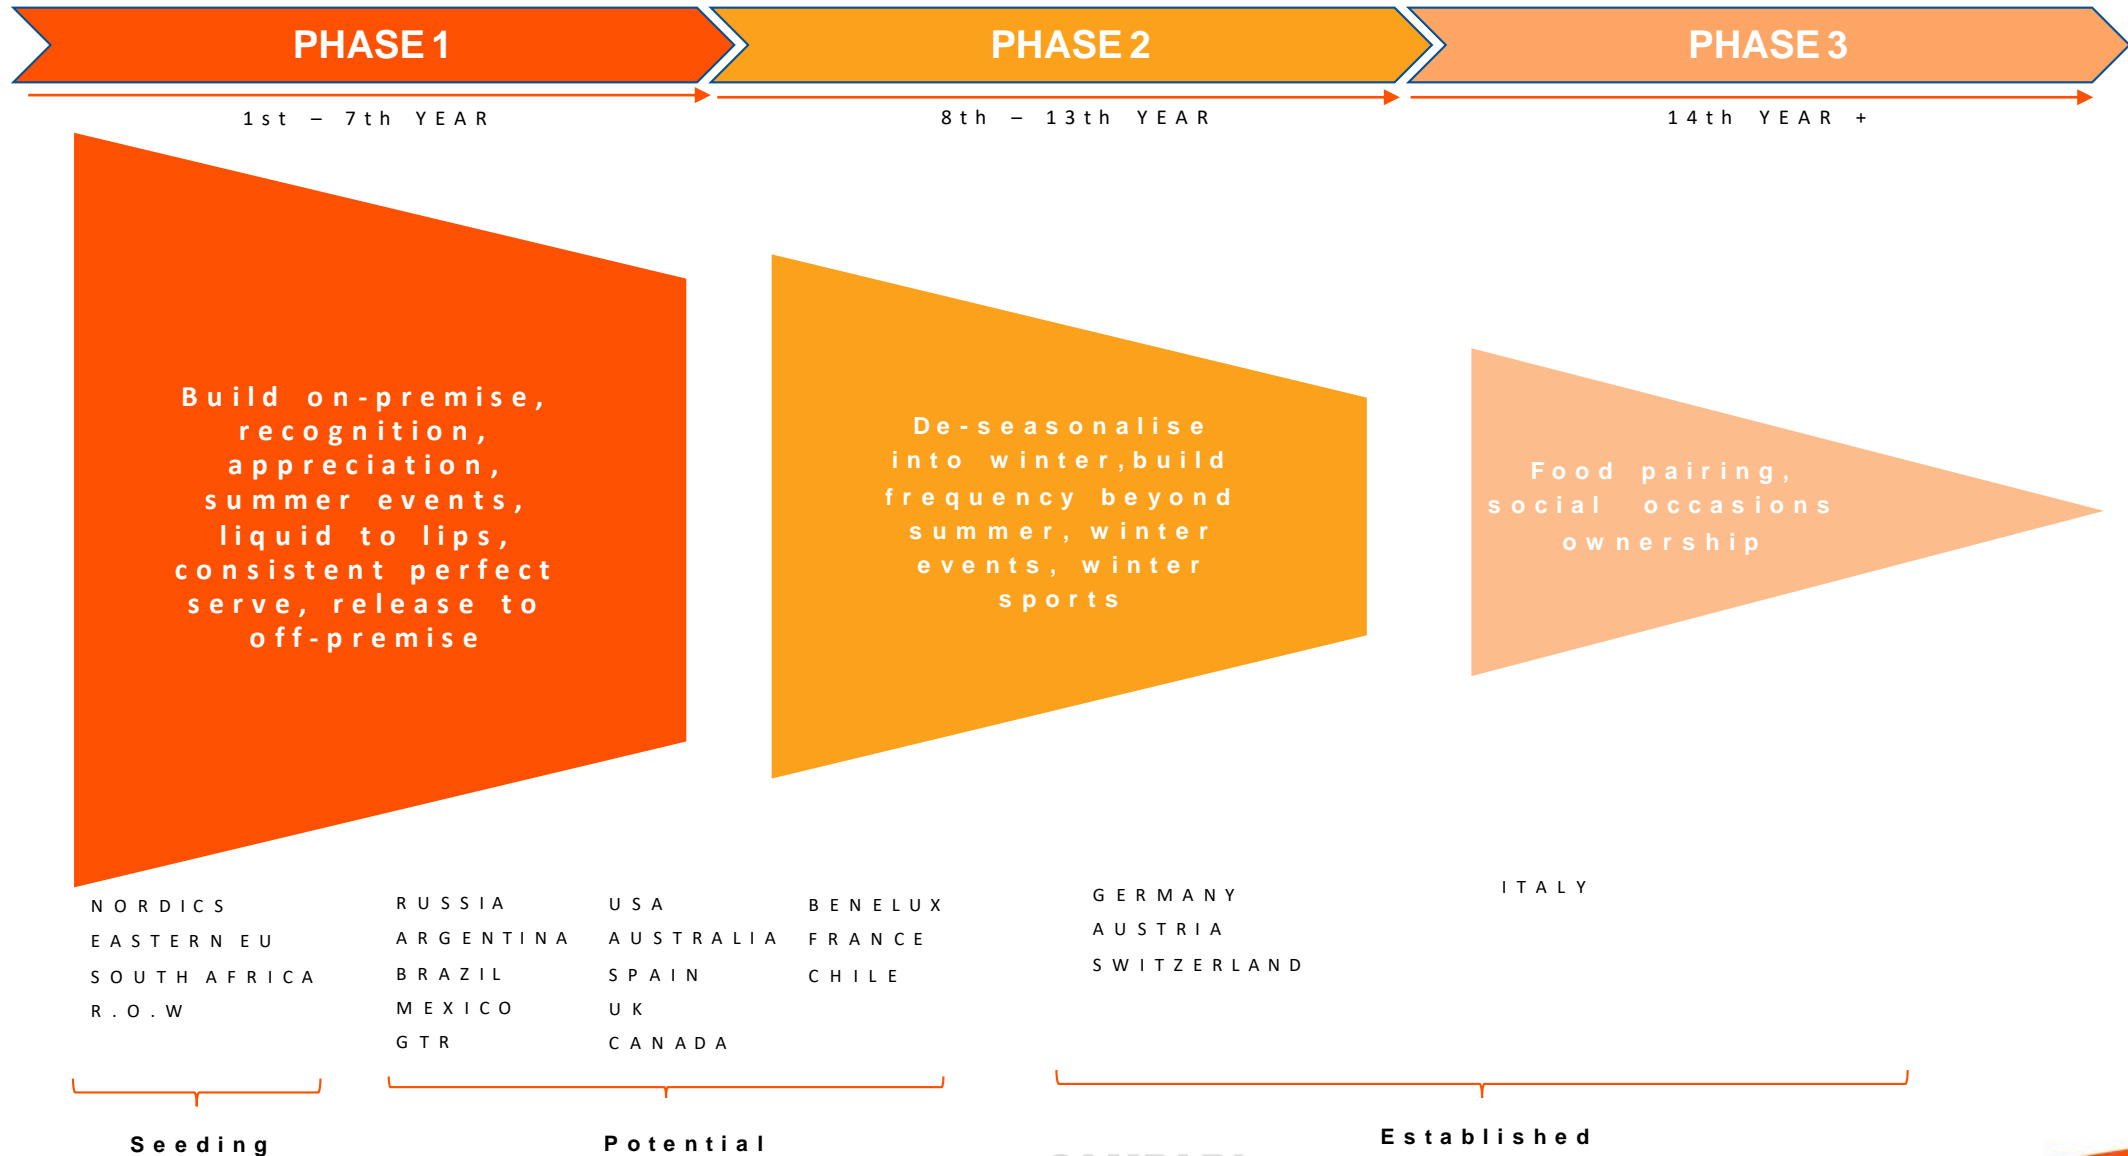 PHASE 1
PHASE 2
PHASE 3
1st – 7th YEAR
8th – 13th YEAR
14th YEAR +
Build on-premise,
recognition,
appreciation,
summer events,
liquid to lips,
consistent perfect
serve, release to
off-premise
De-seasonalise
into winter,build
frequency beyond
summer, winter
events, winter
sports
Food pairing,
social occasions
ownership
NORDICS
EASTERN EU
SOUTH AFRICA
R.O.W
RUSSIA
ARGENTINA
BRAZIL
MEXICO
GTR
USA
AUSTRALIA
SPAIN
UK
CANADA
BENELUX
FRANCE
CHILE
GERMANY
AUSTRIA
SWITZERLAND
ITALY
Seeding
Potential
Established